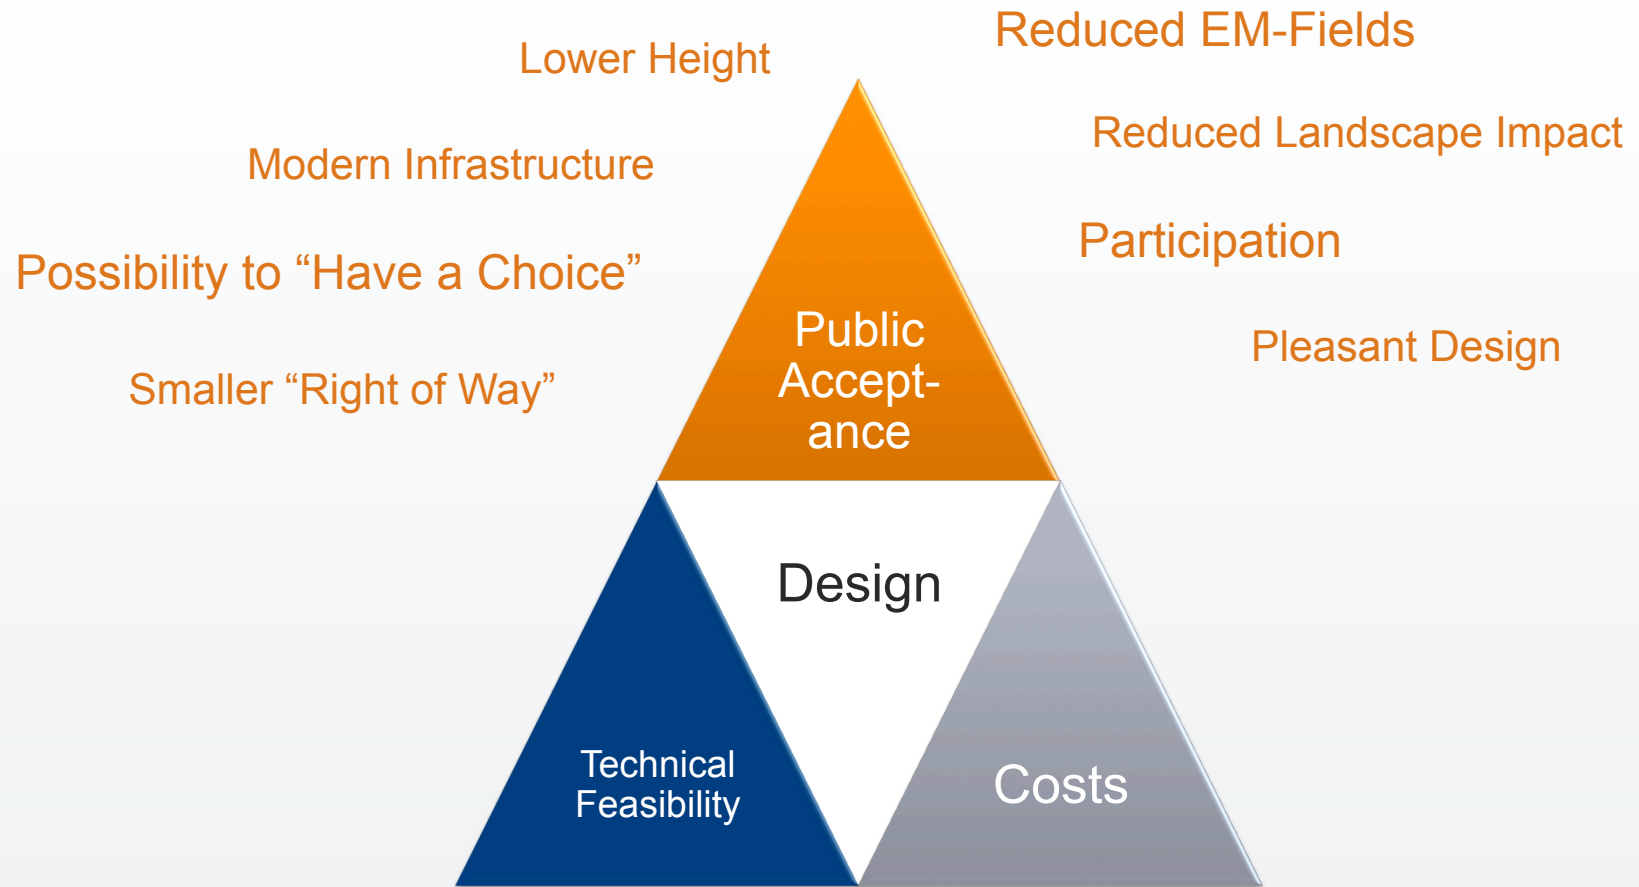 Reduced EM-Fields
Lower Height
Reduced Landscape Impact
Modern Infrastructure
Participation
Possibility to “Have a Choice”
Pleasant Design
Smaller “Right of Way”
Public
Accept-
ance
Design
Technical
Feasibility
Costs